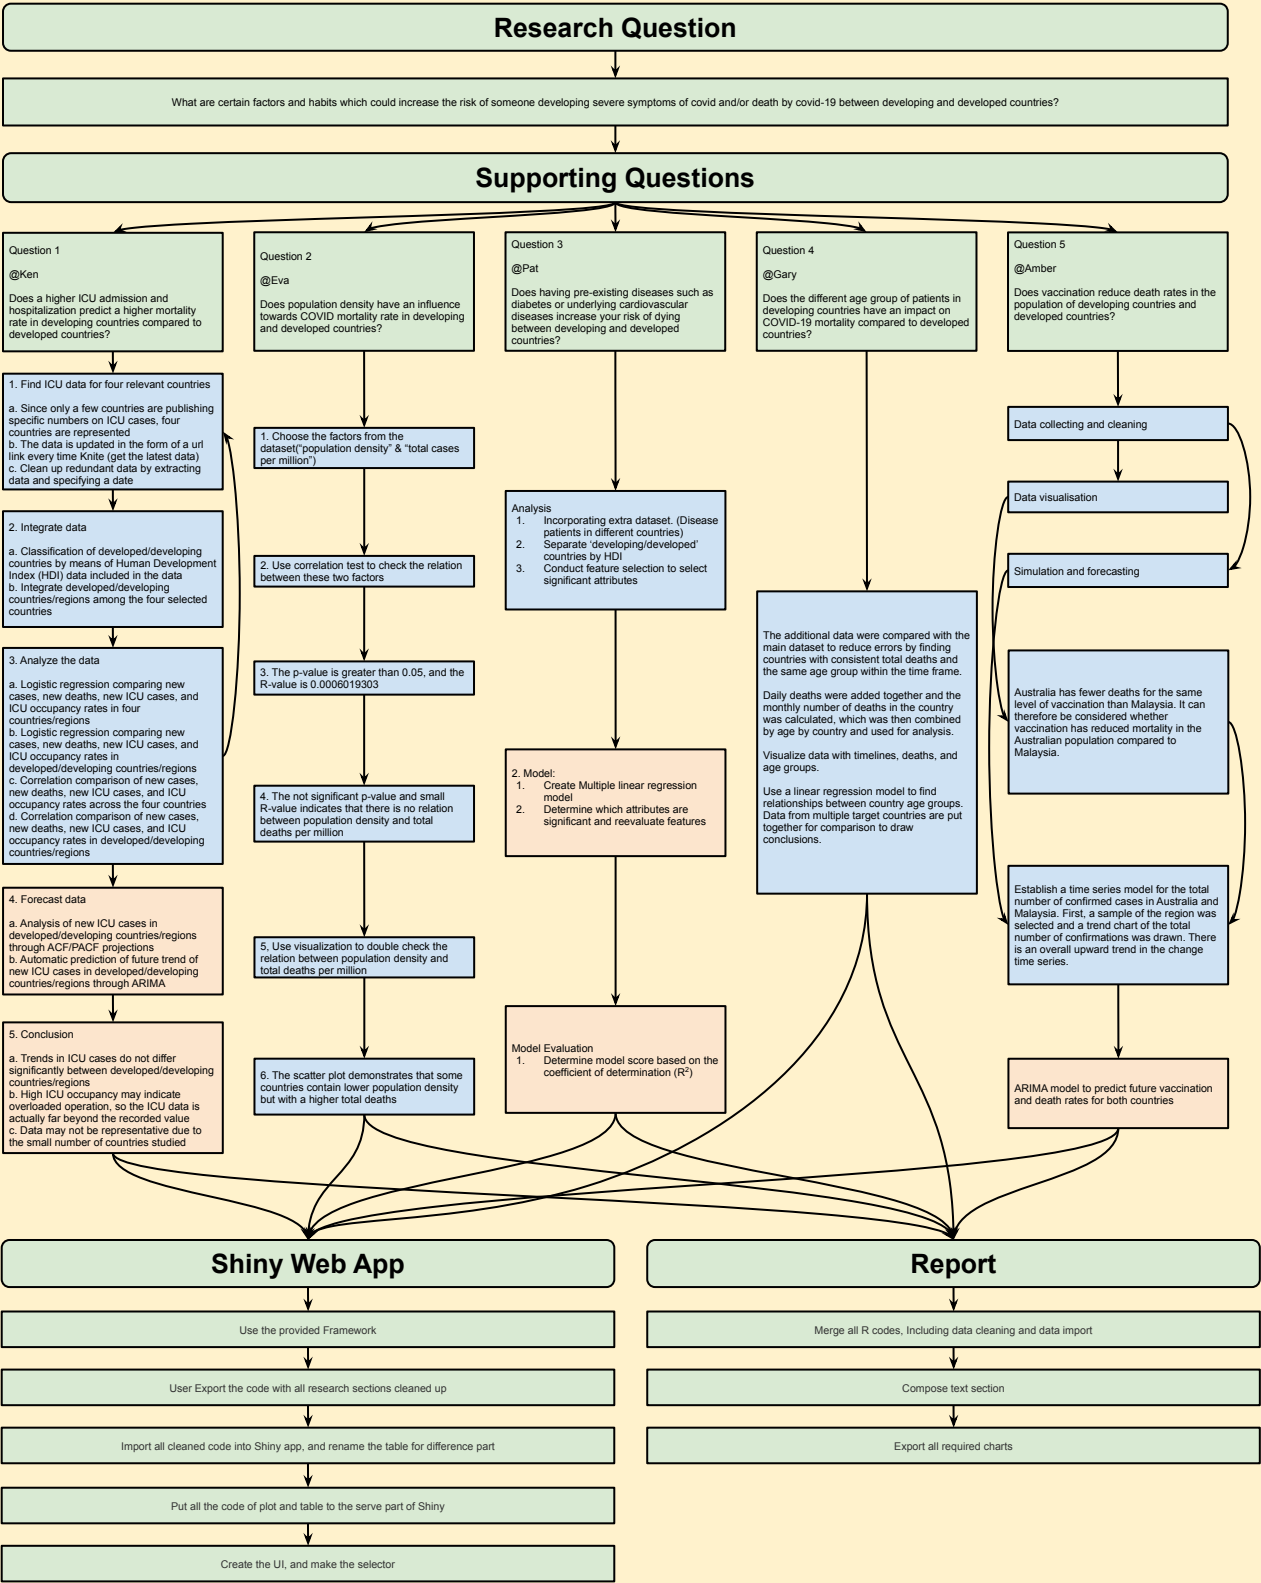 Research Question
What are certain factors and habits which could increase the risk of someone developing severe symptoms of covid and/or death by covid-19 between developing and developed countries?
Supporting Questions
Question 1
@Ken
Does a higher ICU admission and
hospitalization predict a higher mortality
rate in developing countries compared to
developed countries?
1. Find ICU data for four relevant countries
a. Since only a few countries are publishing
specific numbers on ICU cases, four
countries are represented
b. The data is updated in the form of a url
link every time Knite (get the latest data)
c. Clean up redundant data by extracting
data and specifying a date
2. Integrate data
a. Classification of developed/developing
countries by means of Human Development
Index (HDI) data included in the data
b. Integrate developed/developing
countries/regions among the four selected
countries
3. Analyze the data
a. Logistic regression comparing new
cases, new deaths, new ICU cases, and
ICU occupancy rates in four
countries/regions
b. Logistic regression comparing new
cases, new deaths, new ICU cases, and
ICU occupancy rates in
developed/developing countries/regions
c. Correlation comparison of new cases,
new deaths, new ICU cases, and ICU
occupancy rates across the four countries
d. Correlation comparison of new cases,
new deaths, new ICU cases, and ICU
occupancy rates in developed/developing
countries/regions
4. Forecast data
a. Analysis of new ICU cases in
developed/developing countries/regions
through ACF/PACF projections
b. Automatic prediction of future trend of
new ICU cases in developed/developing
countries/regions through ARIMA
5. Conclusion
a. Trends in ICU cases do not differ
significantly between developed/developing
countries/regions
b. High ICU occupancy may indicate
overloaded operation, so the ICU data is
actually far beyond the recorded value
c. Data may not be representative due to
the small number of countries studied
Question 2
@Eva
Does population density have an influence
towards COVID mortality rate in developing
and developed countries?
1. Choose the factors from the
dataset("population density" & "total cases
per million")
2. Use correlation test to check the relation
between these two factors
3. The p-value is greater than 0.05, and the
R-value is 0.0006019303
4. The not significant p-value and small
R-value indicates that there is no relation
between population density and total
deaths per million
5, Use visualization to double check the
relation between population density and
total deaths per million
6. The scatter plot demonstrates that some
countries contain lower population density
but with a higher total deaths
Question 3
@Pat
Does having pre-existing diseases such as
diabetes or underlying cardiovascular
diseases increase your risk of dying
between developing and developed
countries?
Analysis
1. Incorporating extra dataset. (Disease
patients in different countries)
2. Separate 'developing/developed'
countries by HDI
3. Conduct feature selection to select
significant attributes
2. Model:
1. Create Multiple linear regression
model
2. Determine which attributes are
significant and reevaluate features
Model Evaluation
1. Determine model score based on the
coefficient of determination (R²)
Question 4
@Gary
Does the different age group of patients in
developing countries have an impact on
COVID-19 mortality compared to developed
countries?
The additional data were compared with the
main dataset to reduce errors by finding
countries with consistent total deaths and
the same age group within the time frame.
Daily deaths were added together and the
monthly number of deaths in the country
was calculated, which was then combined
by age by country and used for analysis.
Visualize data with timelines, deaths, and
age groups.
Use a linear regression model to find
relationships between country age groups.
Data from multiple target countries are put
together for comparison to draw
conclusions.
Question 5
@Amber
Does vaccination reduce death rates in the
population of developing countries and
developed countries?
Data collecting and cleaning
Data visualisation
Simulation and forecasting
Australia has fewer deaths for the same
level of vaccination than Malaysia. It can
therefore be considered whether
vaccination has reduced mortality in the
Australian population compared to
Malaysia.
Establish a time series model for the total
number of confirmed cases in Australia and
Malaysia. First, a sample of the region was
selected and a trend chart of the total
number of confirmations was drawn. There
is an overall upward trend in the change
time series.
ARIMA model to predict future vaccination
and death rates for both countries
Shiny Web App
Use the provided Framework
User Export the code with all research sections cleaned up
Import all cleaned code into Shiny app, and rename the table for difference part
Put all the code of plot and table to the serve part of Shiny
Create the UI, and make the selector
Report
Merge all R codes, Including data cleaning and data import
Compose text section
Export all required charts